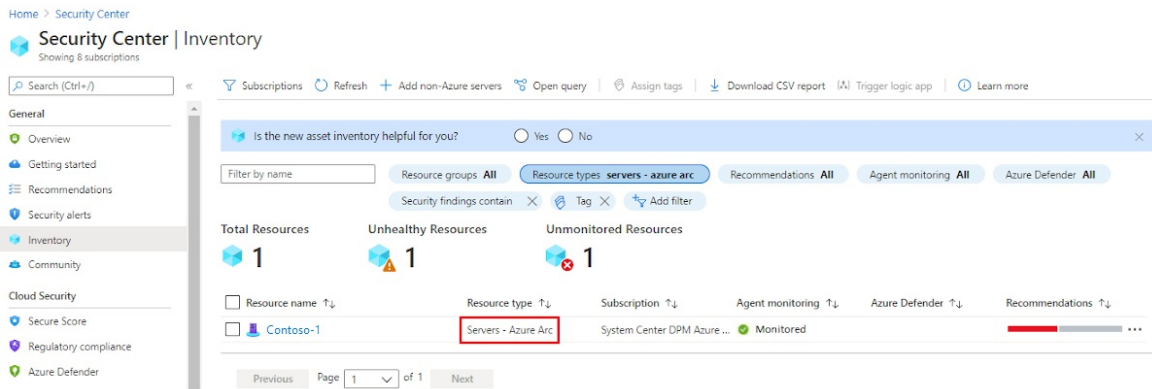 Home > Security Center
Security Center | Inventory
Showing 8 subscriptions
Search (Ctrl+/)
«
Subscriptions Refresh Add non-Azure servers Open query Assign tags Download CSV report Trigger logic app Learn more
General
Overview
Getting started
Recommendations
Security alerts
Inventory
Community
Cloud Security
Secure Score
Regulatory compliance
Azure Defender
Is the new asset inventory helpful for you? Yes No
Filter by name
Resource groups All
Resource types servers - azure arc
Recommendations All
Agent monitoring All
Azure Defender All
Security findings contain
Tag
Add filter
Total Resources
1
Unhealthy Resources
1
Unmonitored Resources
1
Resource name Resource type Subscription Agent monitoring Azure Defender Recommendations
Contoso-1 Servers - Azure Arc System Center DPM Azure ... Monitored ...
Previous Page 1 of 1 Next